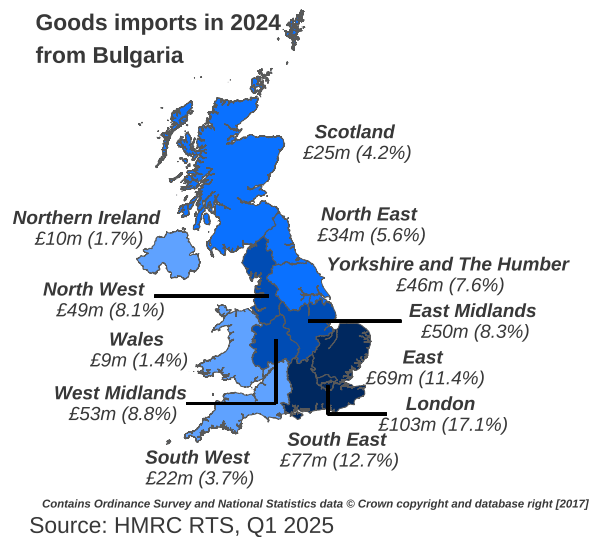 Goods imports in 2024
from Bulgaria
Scotland
£25m (4.2%)
Northern Ireland
£10m (1.7%)
North East
£34m (5.6%)
Yorkshire and The Humber
£46m (7.6%)
North West
£49m (8.1%)
East Midlands
£50m (8.3%)
Wales
£9m (1.4%)
East
£69m (11.4%)
West Midlands
£53m (8.8%)
London
£103m (17.1%)
South East
£77m (12.7%)
South West
£22m (3.7%)
Contains Ordinance Survey and National Statistics data © Crown copyright and database right [2017]
Source: HMRC RTS, Q1 2025